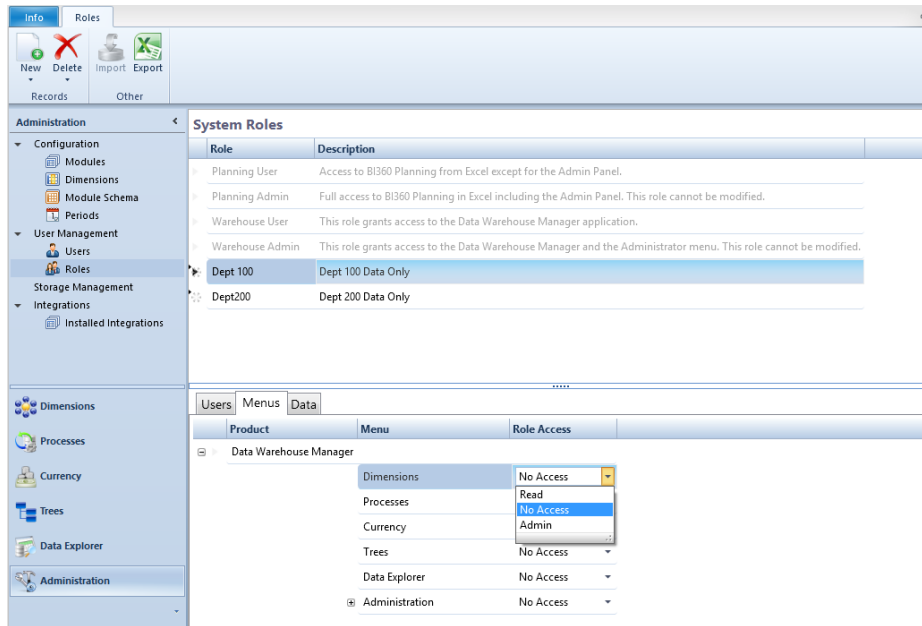 Info Roles
New Delete Import Export
Records Other
Administration
Configuration
Modules
Dimensions
Module Schema
Periods
User Management
Users
Roles
Storage Management
Integrations
Installed Integrations
Dimensions
Processes
Currency
Trees
Data Explorer
Administration
System Roles
Role Description
Planning User Access to BI360 Planning from Excel except for the Admin Panel.
Planning Admin Full access to BI360 Planning in Excel including the Admin Panel. This role cannot be modified.
Warehouse User This role grants access to the Data Warehouse Manager application.
Warehouse Admin This role grants access to the Data Warehouse Manager and the Administrator menu. This role cannot be modified.
Dept 100 Dept 100 Data Only
Dept200 Dept 200 Data Only
Users Menus Data
Product Menu Role Access
Data Warehouse Manager
Dimensions No Access
Read
Processes No Access
Currency Admin
Trees No Access
Data Explorer No Access
Administration No Access